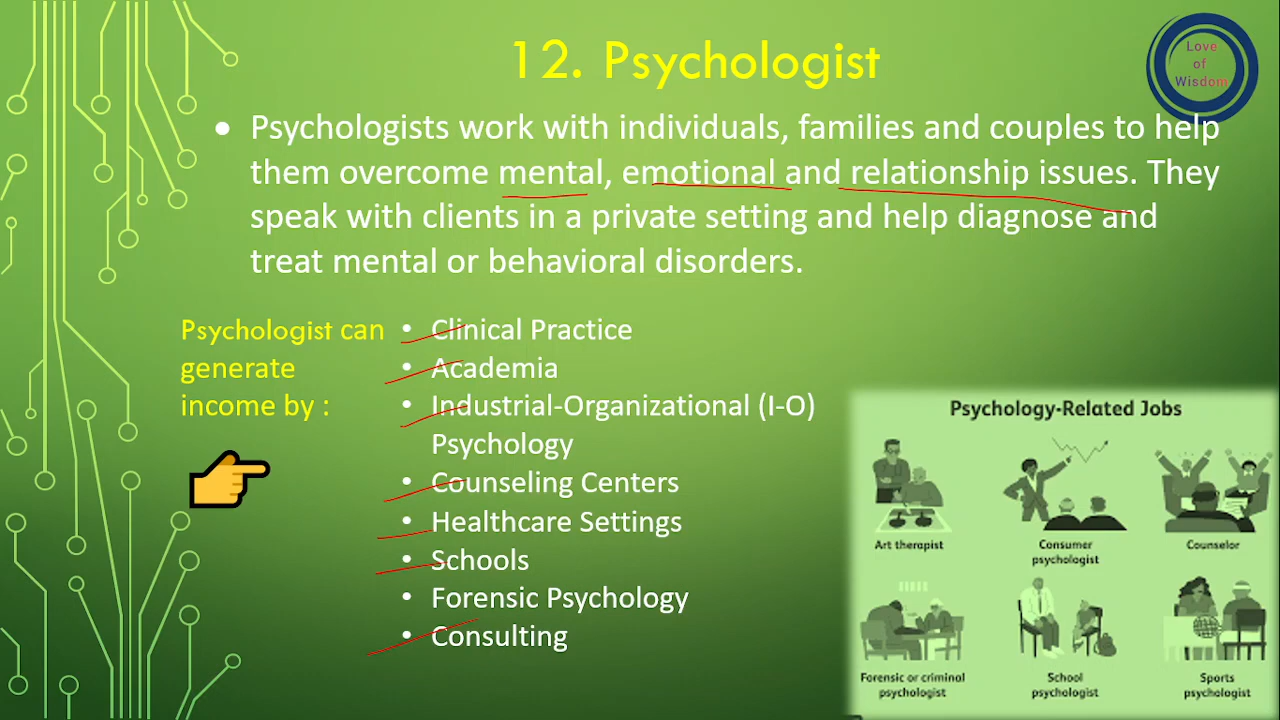 12. Psychologist
Love
of
Wisdom
• Psychologists work with individuals, families and couples to help
them overcome mental, emotional and relationship issues. They
speak with clients in a private setting and help diagnose and
treat mental or behavioral disorders.
Psychologist can
generate
income by :
• Clinical Practice
• Academia
• Industrial-Organizational (I-O)
Psychology
• Counseling Centers
• Healthcare Settings
• Schools
• Forensic Psychology
• Consulting
Psychology-Related Jobs
Art therapist
Consumer
psychologist
Counselor
Forensic or criminal
psychologist
School
psychologist
Sports
psychologist